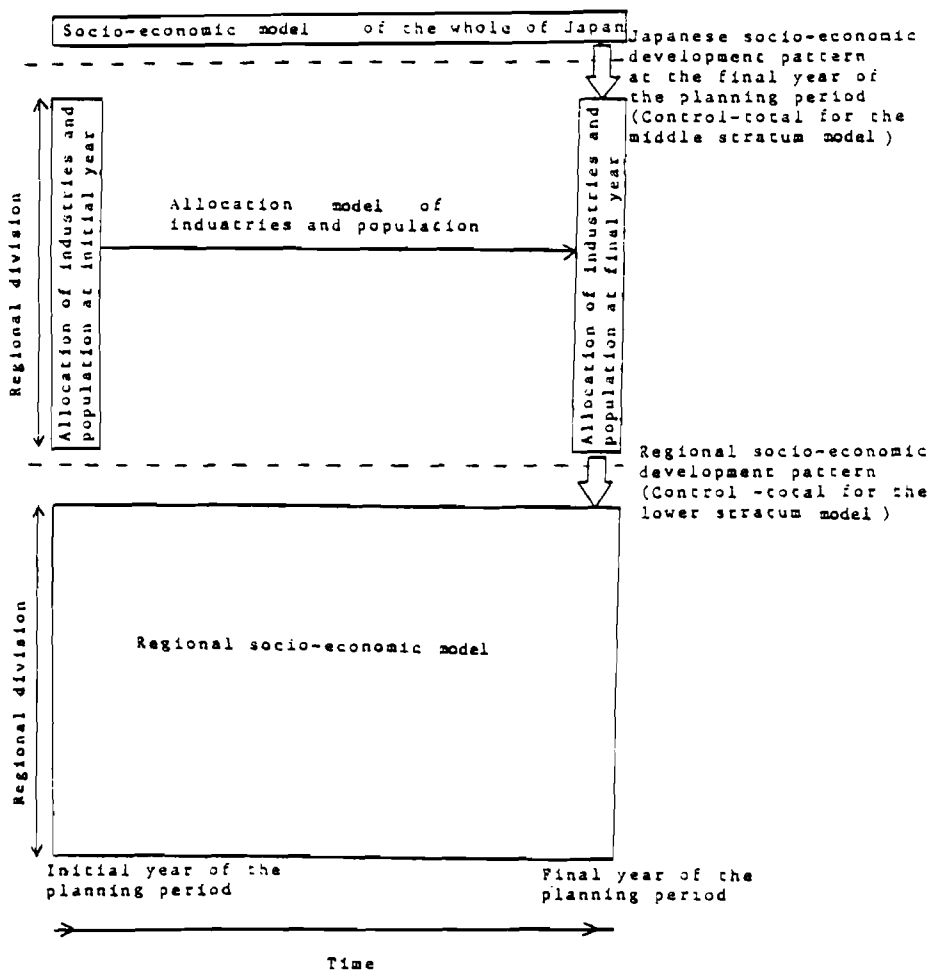 Socio-economic model of the whole of Japan
Japanese socio-economic
development pattern
at the final year of
the planning period
(Control-total for the
middle stratum model)
Regional division
Allocation of industries and
population at initial year
Allocation model of
industries and population
Allocation of industries and
population at final year
Regional socio-economic
development pattern
(Control -total for the
lower stratum model)
Regional division
Regional socio-economic model
Initial year of the
planning period
Final year of the
planning period
Time